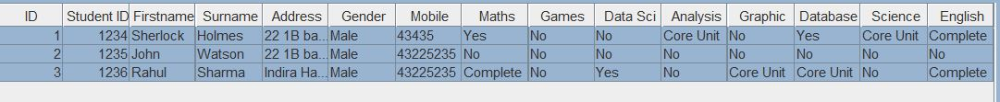 ID Student ID Firstname Surname Address Gender Mobile Maths Games Data Sci Analysis Graphic Database Science English
1 1234 Sherlock Holmes 22 1B ba... Male 43435 Yes No No Core Unit No Yes Core Unit Complete
2 1235 John Watson 22 1B ba... Male 43225235 No No No No No No No No
3 1236 Rahul Sharma Indira Ha... Male 43225235 Complete No Yes No Core Unit Core Unit No Complete